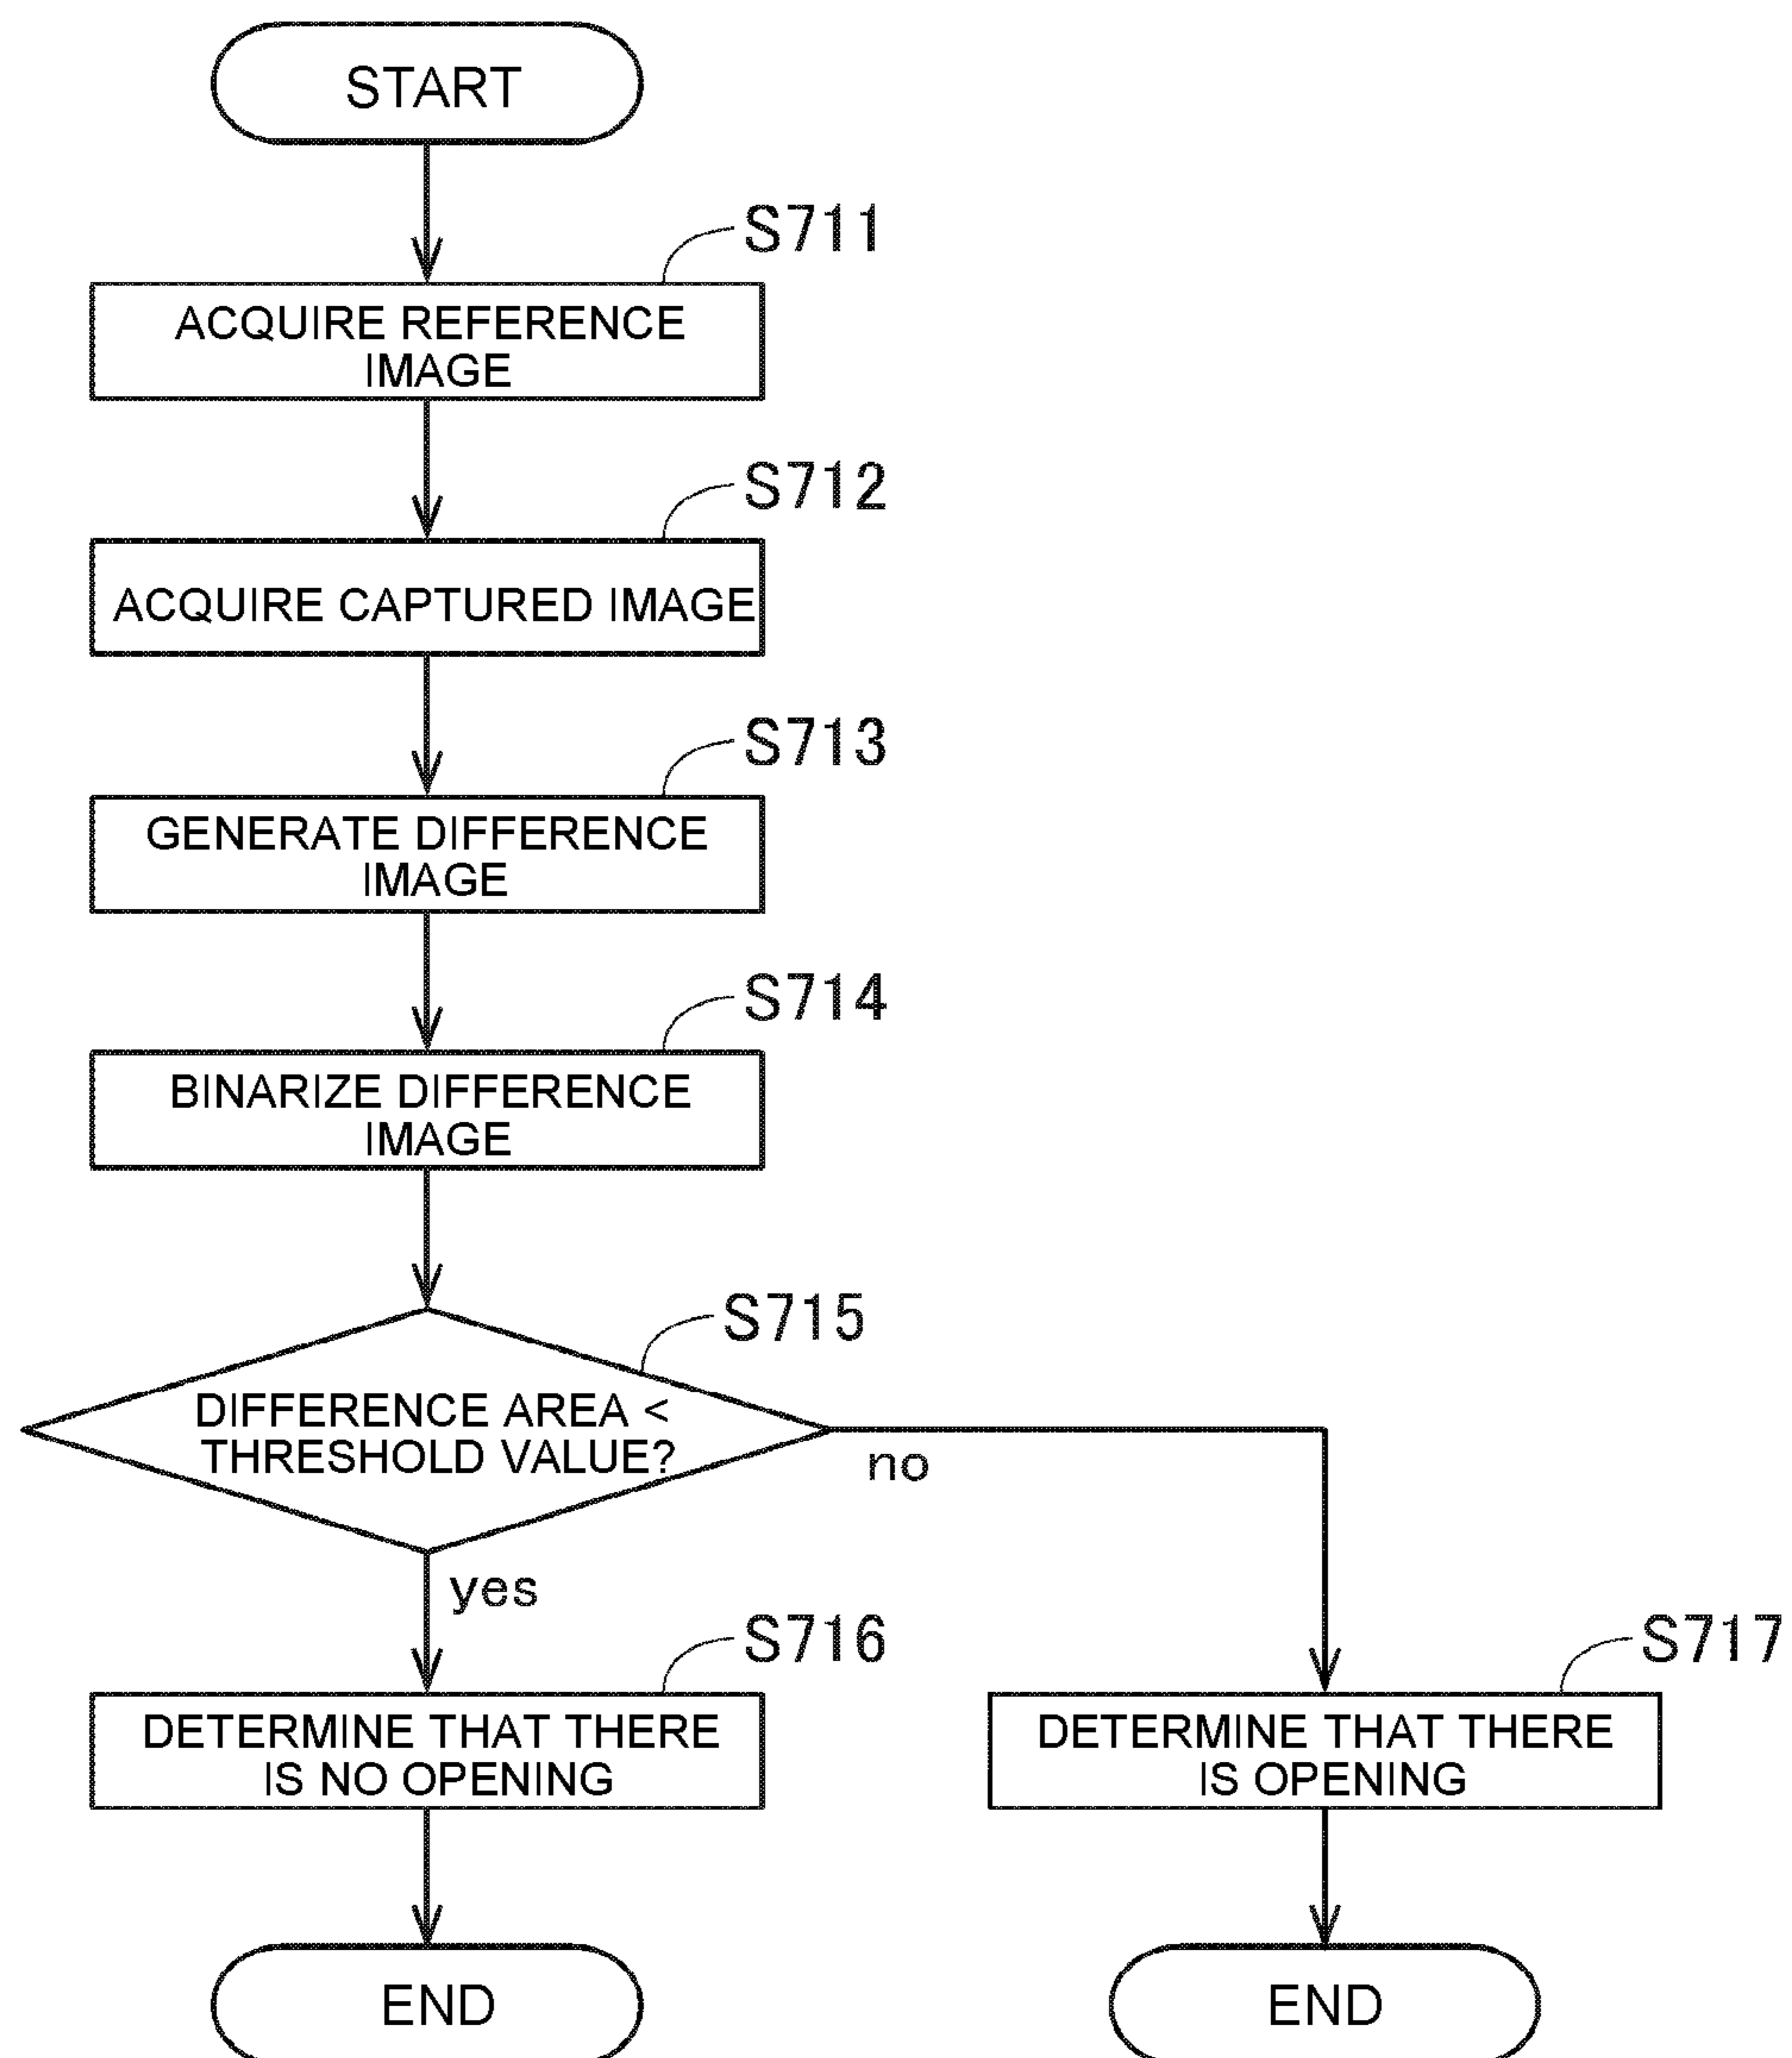 START
S711
ACQUIRE REFERENCE
IMAGE
S712
ACQUIRE CAPTURED IMAGE
S713
GENERATE DIFFERENCE
IMAGE
S714
BINARIZE DIFFERENCE
IMAGE
S715
DIFFERENCE AREA <
THRESHOLD VALUE?
no
yes
S716
DETERMINE THAT THERE
IS NO OPENING
S717
DETERMINE THAT THERE
IS OPENING
END
END